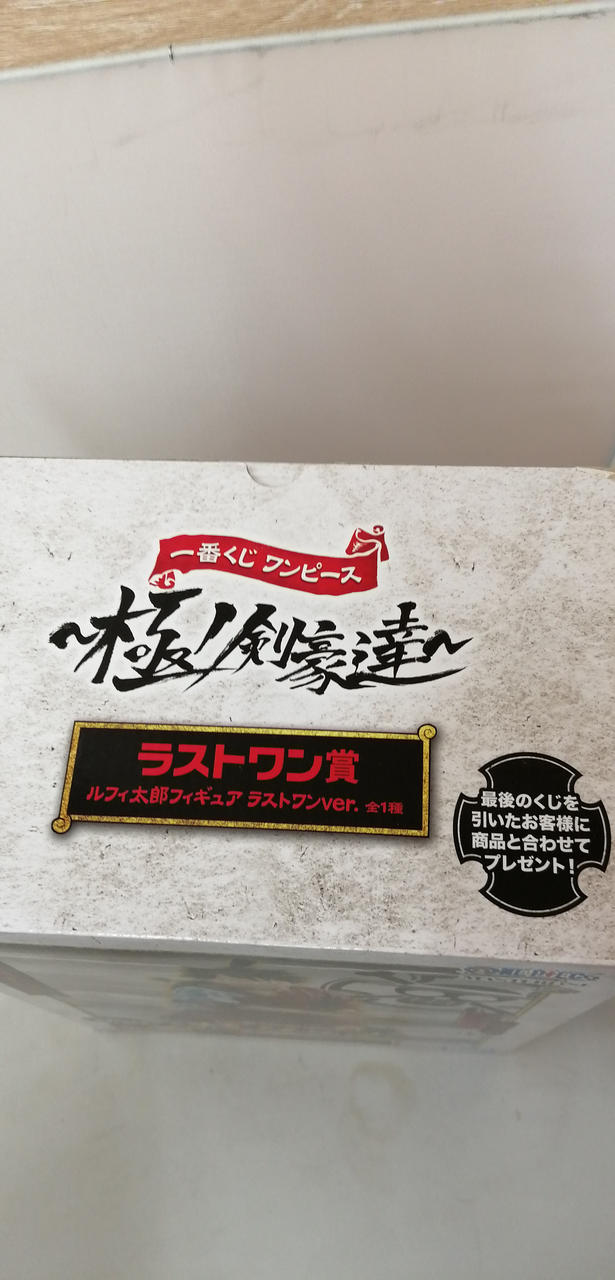 一番くじ ワンピース
～極!剣豪達～
ラストワン賞
ルフィ太郎フィギュア ラストワンver. 全1種
最後のくじを
引いたお客様に
商品と合わせて
プレゼント!